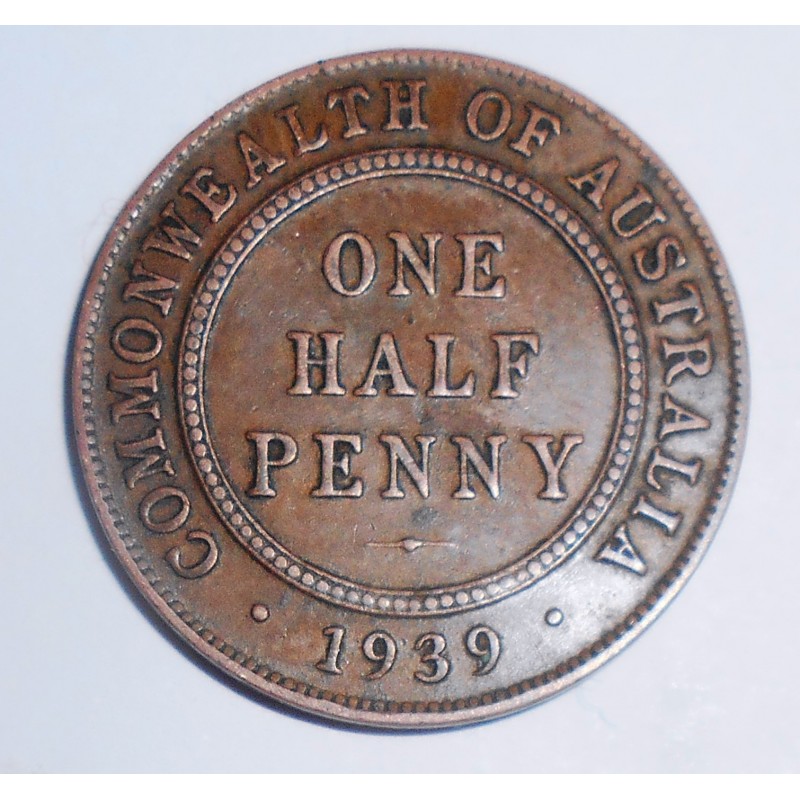 COMMONWEALTH OF AUSTRALIA
ONE
HALF
PENNY
· 1939 ·